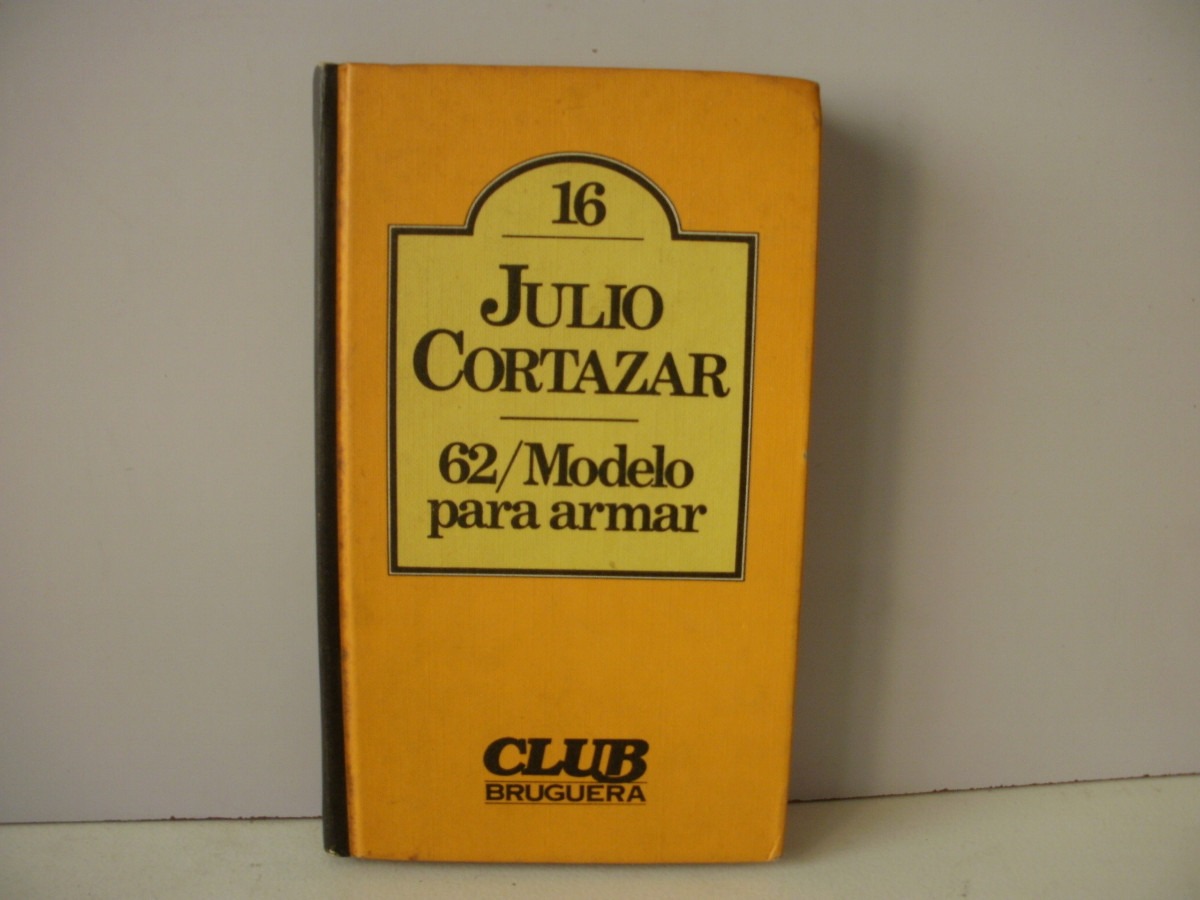 16
JULIO
CORTAZAR
62/Modelo
para armar
CLUB
BRUGUERA